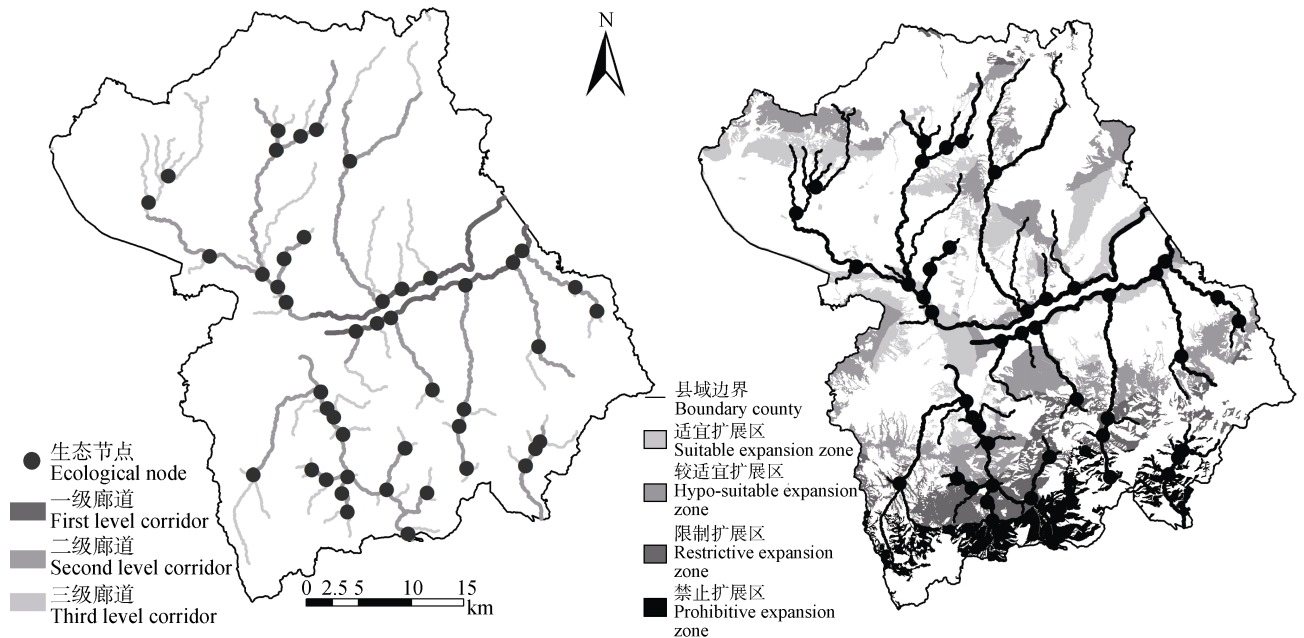 N
生态节点
Ecological node
一级廊道
First level corridor
二级廊道
Second level corridor
三级廊道
Third level corridor
0 2.5 5 10 15
km
县域边界
Boundary county
适宜扩展区
Suitable expansion zone
较适宜扩展区
Hypo-suitable expansion
zone
限制扩展区
Restrictive expansion
zone
禁止扩展区
Prohibitive expansion
zone